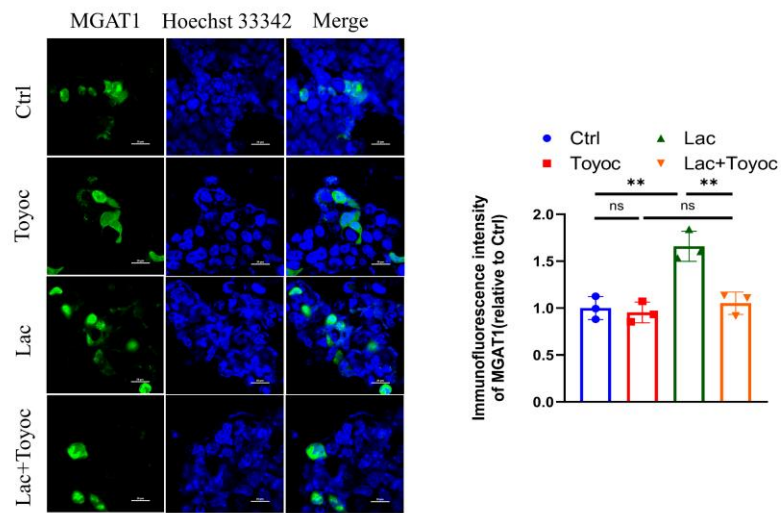 MGAT1 Hoechst 33342 Merge
Ctrl
Toyoc
Lac
Lac+Toyoc
Ctrl Lac
Toyoc Lac+Toyoc
** **
ns ns
2.0
1.5
1.0
0.5
0.0
Immunofluorescence intensity
of MGAT1(relative to Ctrl)